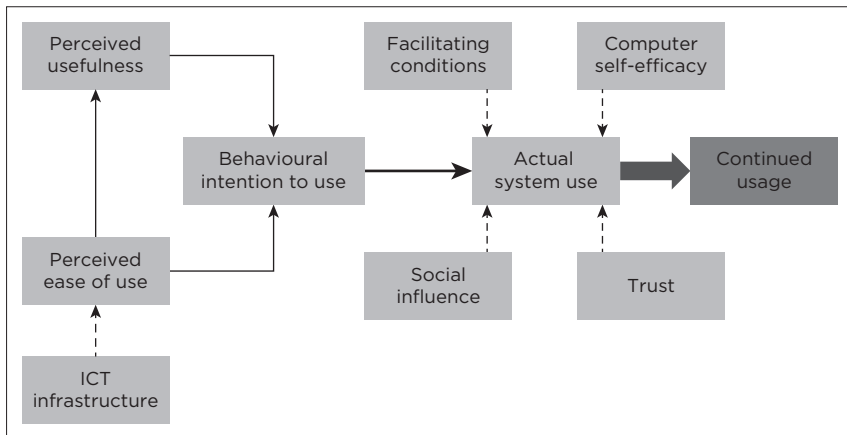 Perceived
usefulness
Facilitating
conditions
Computer
self-efficacy
Behavioural
intention to use
Actual
system use
Continued
usage
Perceived
ease of use
Social
influence
Trust
ICT
infrastructure